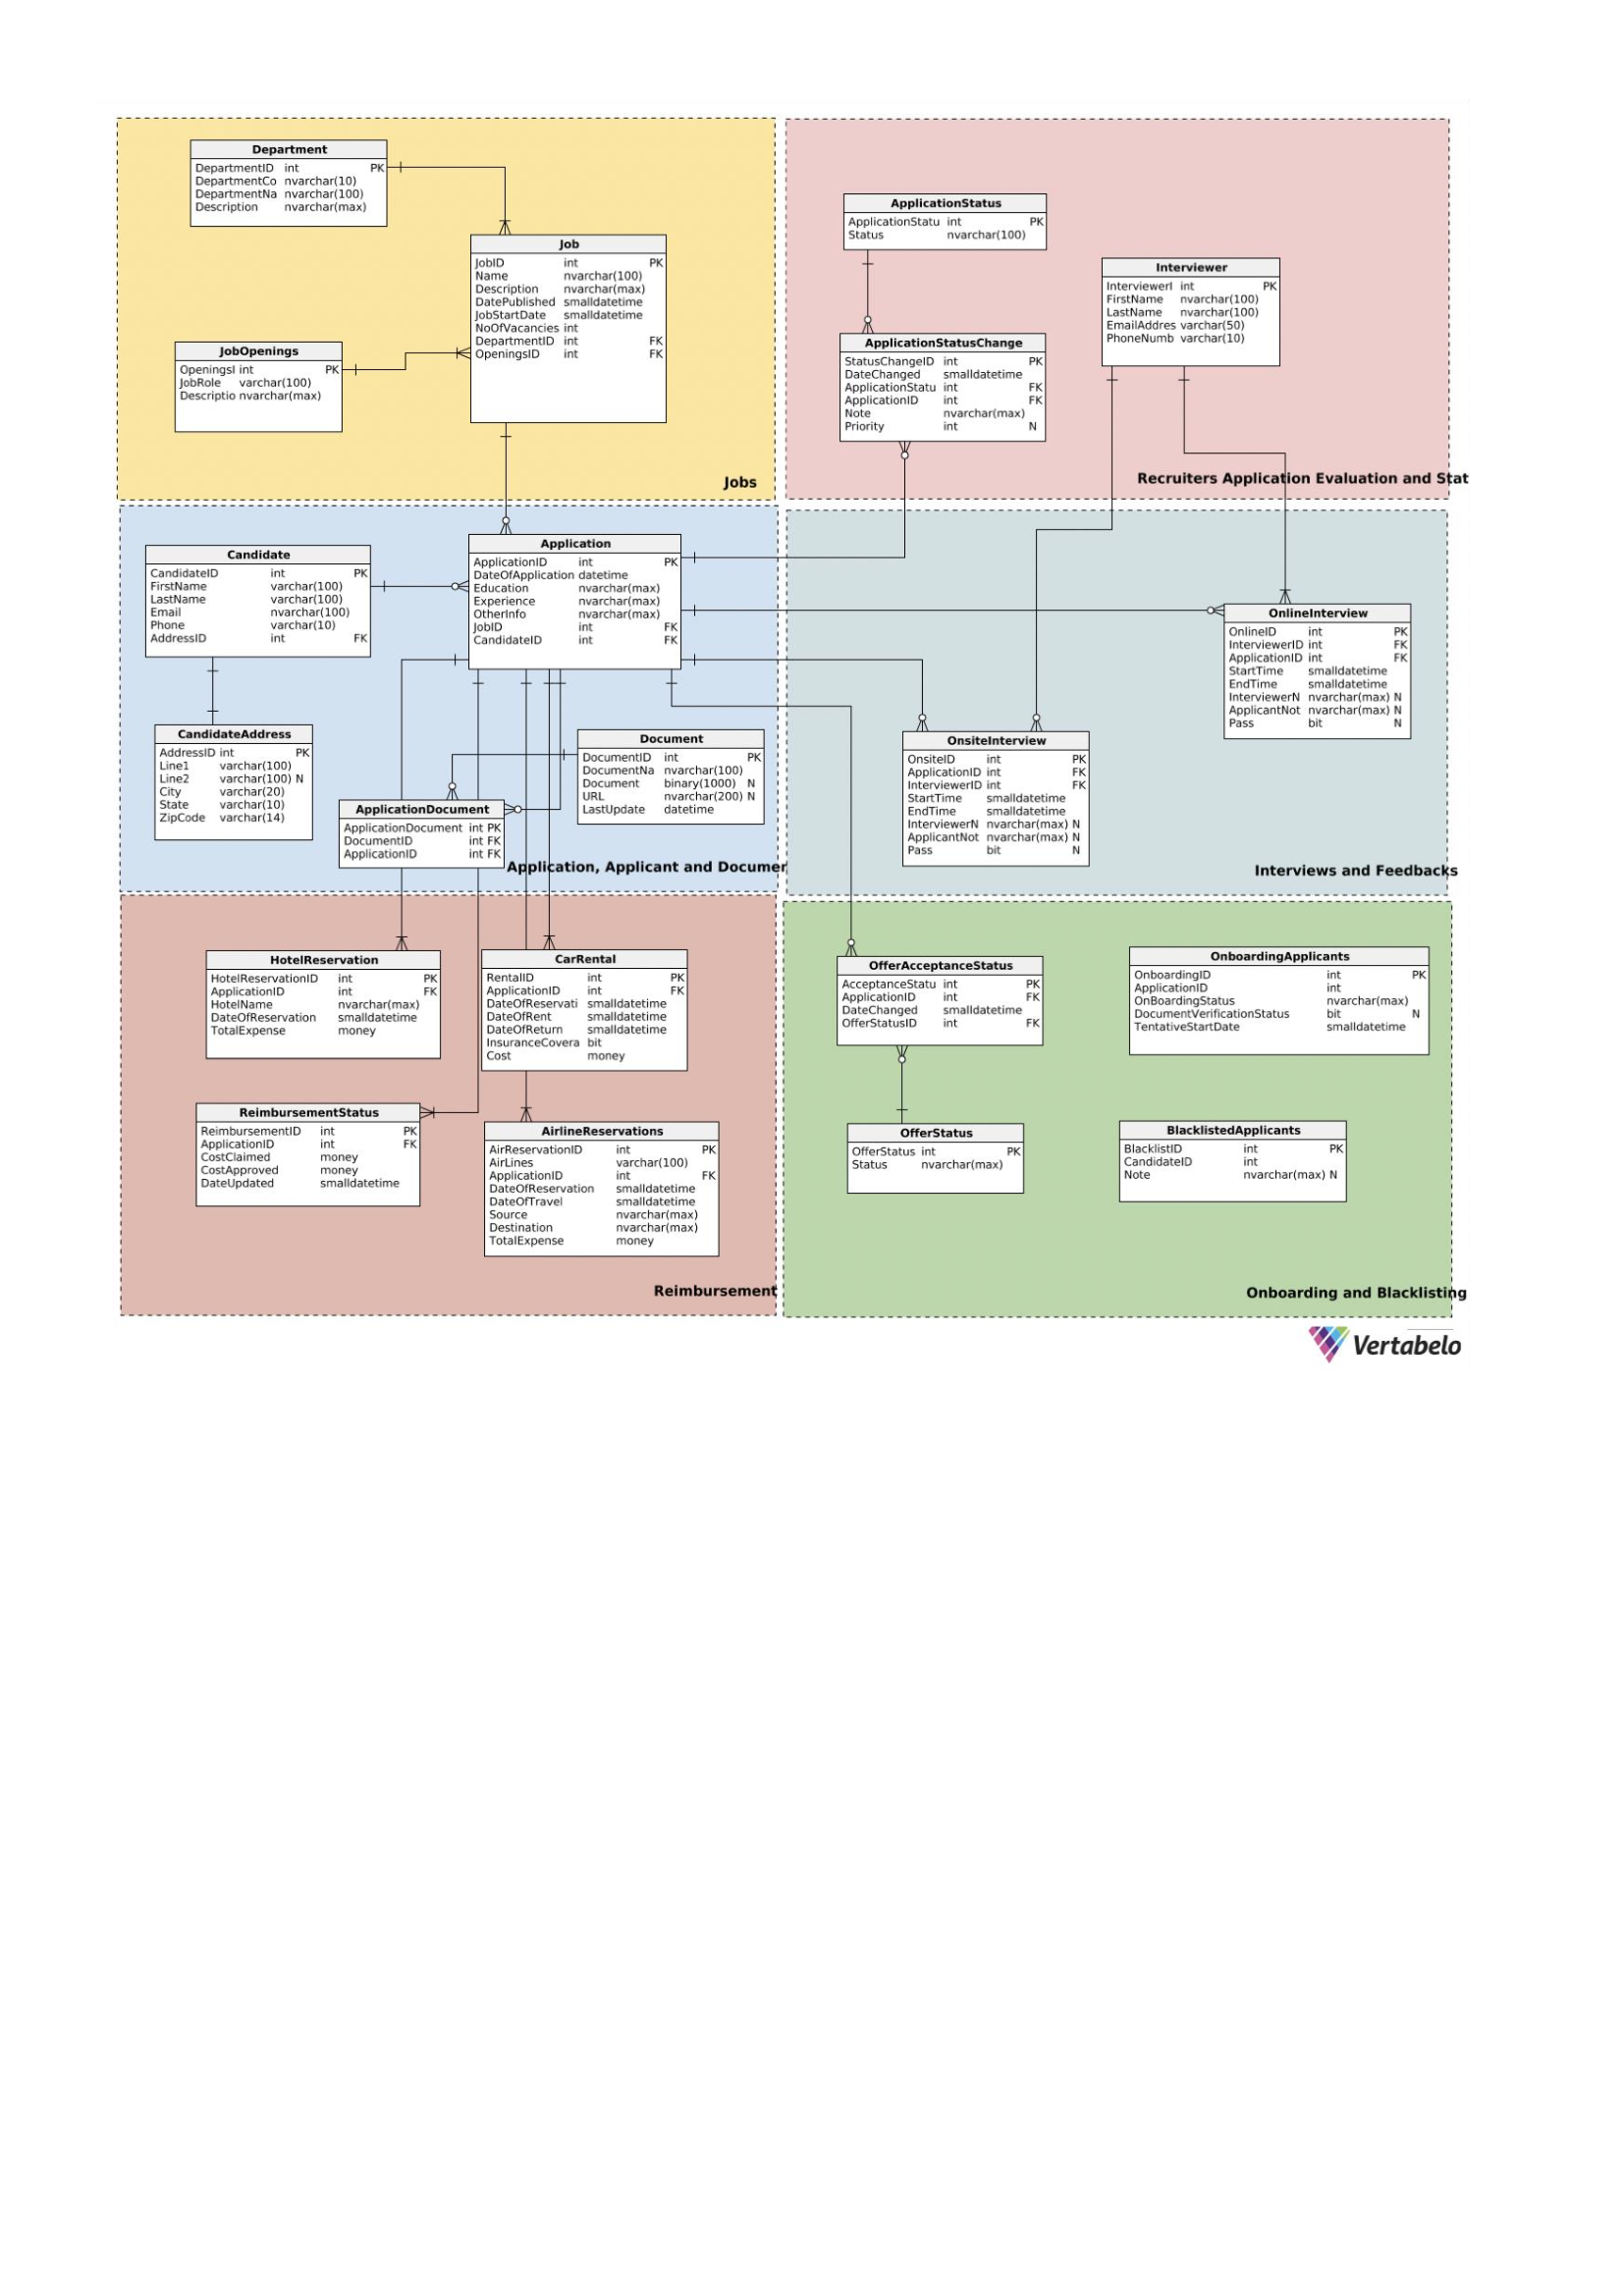 Department
DepartmentID int PK
DepartmentCo nvarchar(10)
DepartmentNa nvarchar(100)
Description nvarchar(max)
Job
JobID int PK
Name nvarchar(100)
Description nvarchar(max)
DatePublished smalldatetime
JobStartDate smalldatetime
NoOfVacancies int
DepartmentID int FK
OpeningsID int FK
JobOpenings
OpeningsI int PK
JobRole varchar(100)
Descriptio nvarchar(max)
Jobs
ApplicationStatus
ApplicationStatu int PK
Status nvarchar(100)
Interviewer
InterviewerI int PK
FirstName nvarchar(100)
LastName nvarchar(100)
EmailAddres varchar(50)
PhoneNumb varchar(10)
ApplicationStatusChange
StatusChangeID int PK
DateChanged smalldatetime
ApplicationStatu int FK
ApplicationID int FK
Note nvarchar(max)
Priority int N
Recruiters Application Evaluation and Stat
Candidate
CandidateID int PK
FirstName varchar(100)
LastName varchar(100)
Email nvarchar(100)
Phone varchar(10)
AddressID int FK
Application
ApplicationID int PK
DateOfApplication datetime
Education nvarchar(max)
Experience nvarchar(max)
OtherInfo nvarchar(max)
JobID int FK
CandidateID int FK
CandidateAddress
AddressID int PK
Line1 varchar(100)
Line2 varchar(100) N
City varchar(20)
State varchar(10)
ZipCode varchar(14)
Document
DocumentID int PK
DocumentNa nvarchar(100)
Document binary(1000) N
URL nvarchar(200) N
LastUpdate datetime
ApplicationDocument
ApplicationDocument int PK
DocumentID int FK
ApplicationID int FK
Application, Applicant and Documer
OnlineInterview
OnlineID int PK
InterviewerID int FK
ApplicationID int FK
StartTime smalldatetime
EndTime smalldatetime
InterviewerN nvarchar(max) N
ApplicantNot nvarchar(max) N
Pass bit N
OnsiteInterview
OnsiteID int PK
ApplicationID int FK
InterviewerID int FK
StartTime smalldatetime
EndTime smalldatetime
InterviewerN nvarchar(max) N
ApplicantNot nvarchar(max) N
Pass bit N
Interviews and Feedbacks
HotelReservation
HotelReservationID int PK
ApplicationID int FK
HotelName nvarchar(max)
DateOfReservation smalldatetime
TotalExpense money
CarRental
RentalID int PK
ApplicationID int FK
DateOfReservati smalldatetime
DateOfRent smalldatetime
DateOfReturn smalldatetime
InsuranceCovera bit
Cost money
ReimbursementStatus
ReimbursementID int PK
ApplicationID int FK
CostClaimed money
CostApproved money
DateUpdated smalldatetime
AirlineReservations
AirReservationID int PK
AirLines varchar(100)
ApplicationID int FK
DateOfReservation smalldatetime
DateOfTravel smalldatetime
Source nvarchar(max)
Destination nvarchar(max)
TotalExpense money
Reimbursement
OfferAcceptanceStatus
AcceptanceStatu int PK
ApplicationID int FK
DateChanged smalldatetime
OfferStatusID int FK
OnboardingApplicants
OnboardingID int PK
ApplicationID int
OnBoardingStatus nvarchar(max)
DocumentVerificationStatus bit N
TentativeStartDate smalldatetime
OfferStatus
OfferStatus int PK
Status nvarchar(max)
BlacklistedApplicants
BlacklistID int PK
CandidateID int
Note nvarchar(max) N
Onboarding and Blacklisting
Vertabelo